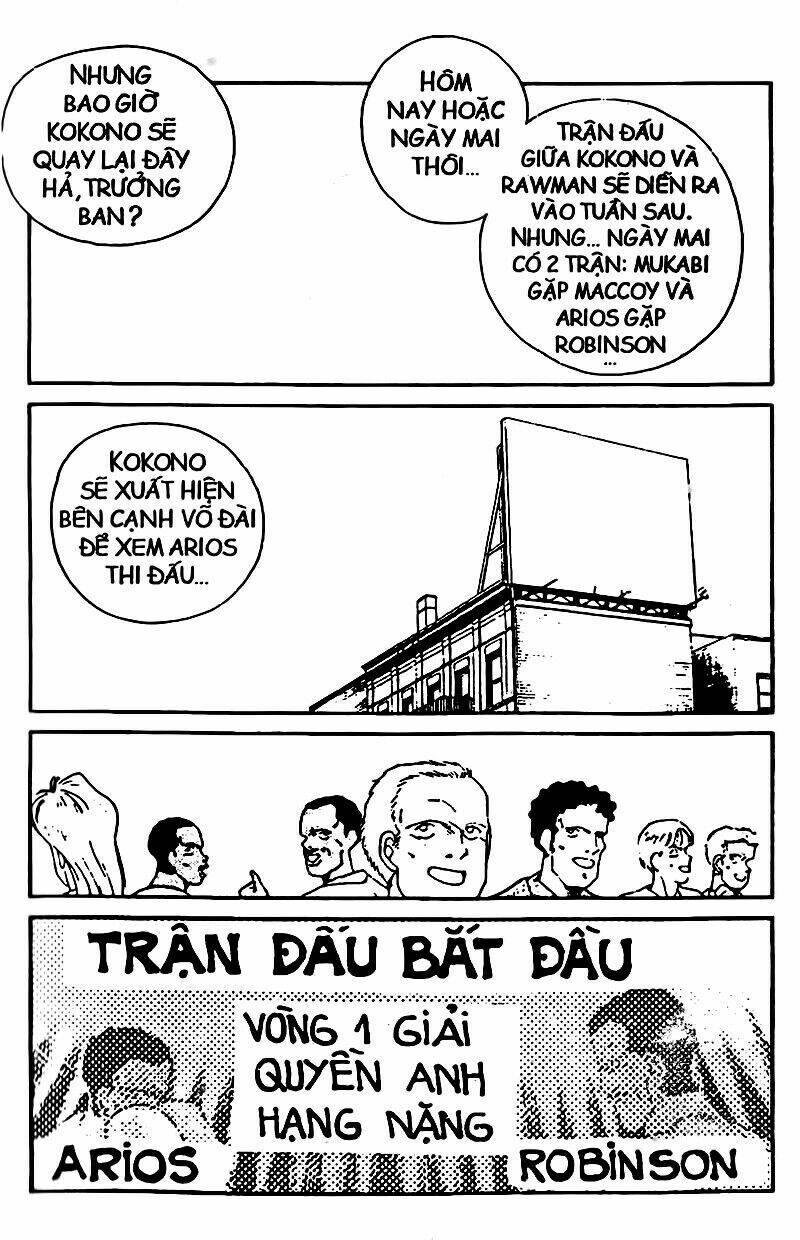 NHƯNG
BAO GIỜ
KOKONO SẼ
QUAY LẠI ĐÂY
HẢ, TRƯỞNG
BAN?
HÔM
NAY HOẶC
NGÀY MAI
THÔI...
TRẬN ĐẤU
GIỮA KOKONO VÀ
RAWMAN SẼ DIỄN RA
VÀO TUẦN SAU.
NHƯNG... NGÀY MAI
CÓ 2 TRẬN: MUKABI
GẶP MACCOY VÀ
ARIOS GẶP
ROBINSON
...
KOKONO
SẼ XUẤT HIỆN
BÊN CẠNH VÕ ĐÀI
ĐỂ XEM ARIOS
THI ĐẤU...
TRẬN ĐẤU BẮT ĐẦU
VÒNG 1 GIẢI
QUYỀN ANH
HẠNG NẶNG
ARIOS
ROBINSON